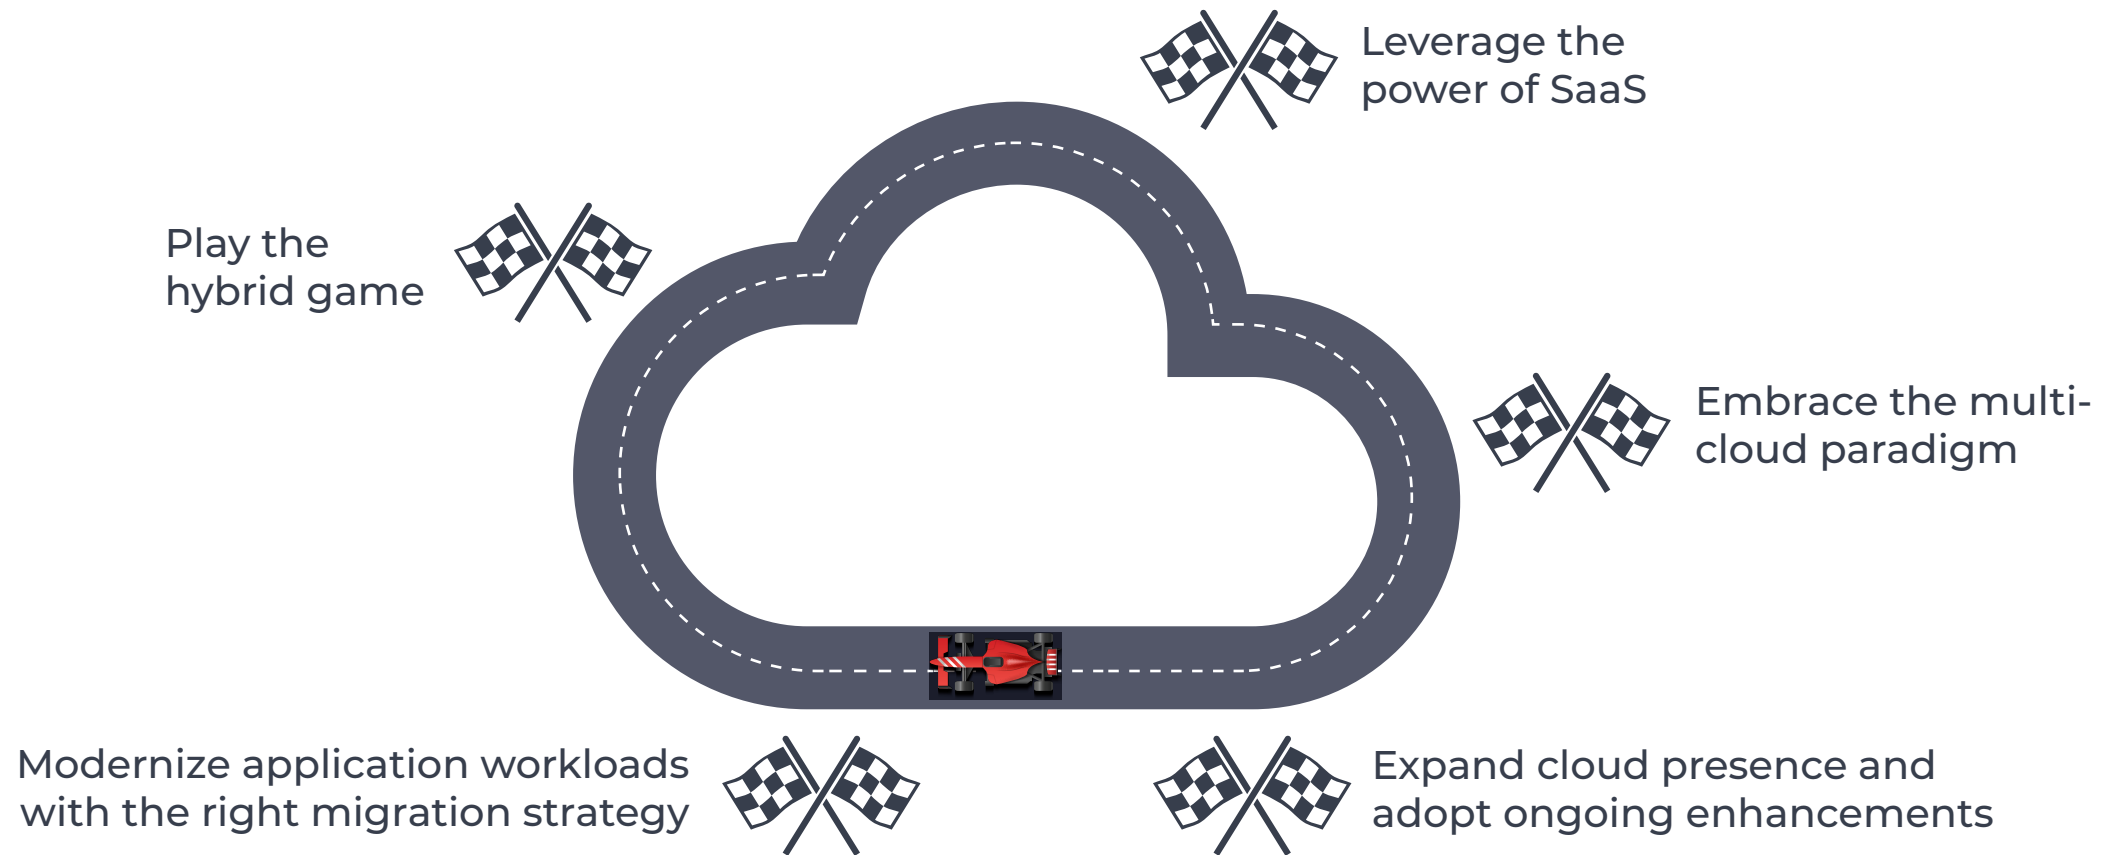 Leverage the
power of SaaS
Play the
hybrid game
Embrace the multi-
cloud paradigm
Modernize application workloads
with the right migration strategy
Expand cloud presence and
adopt ongoing enhancements